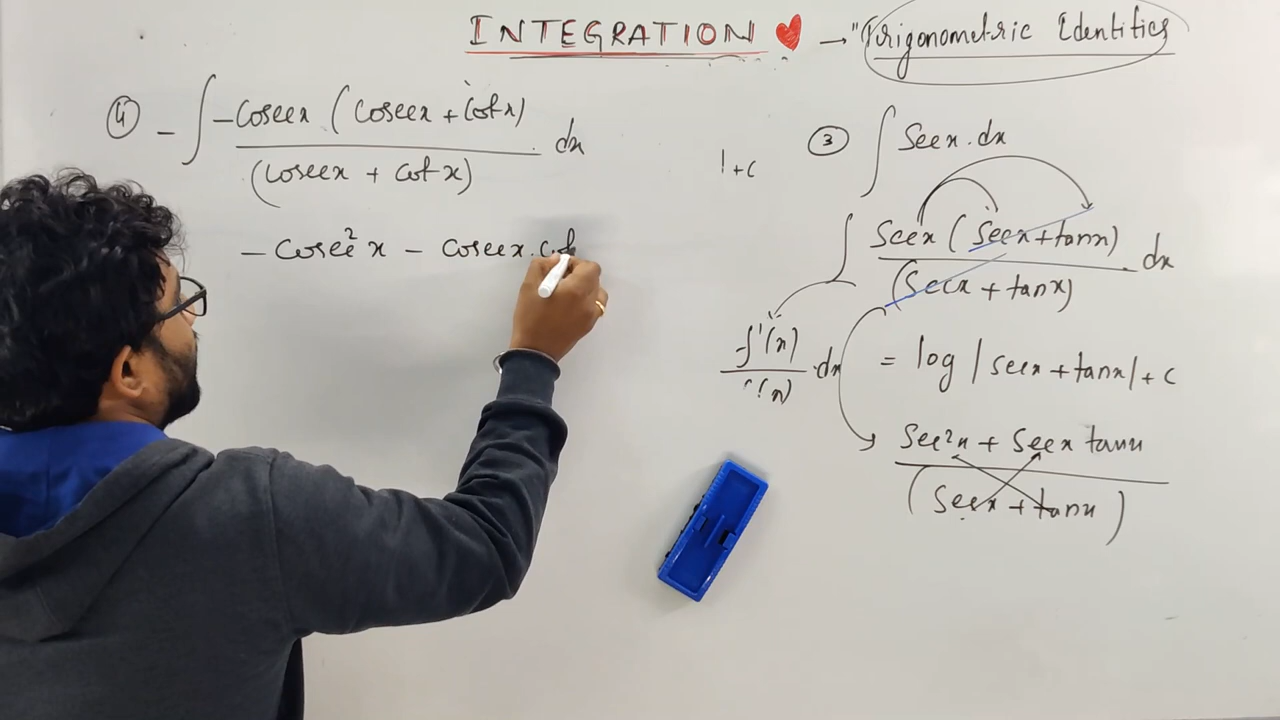 INTEGRATION ❤ → "Trigonometric Identities
④ - ∫ -Cosecx (Cosecx + Cotx) / (Cosecx + Cotx) dx
- Cosec²x - Cosecx.Cot
1+c
③ ∫ Secx.dx
∫ Secx (Secx+tanx) / (Secx + tanx) . dx
f'(x) / f(x) .dx
= log |secx + tanx| + c
Sec²x + Secx tanx / (Secx + tanx)